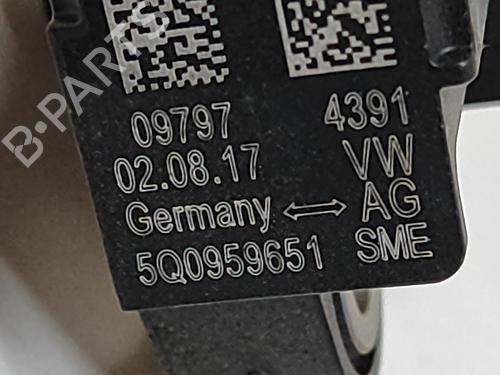 B-PARTS
09797 4391
02.08.17 VW
Germany AG
5Q0959651 SME